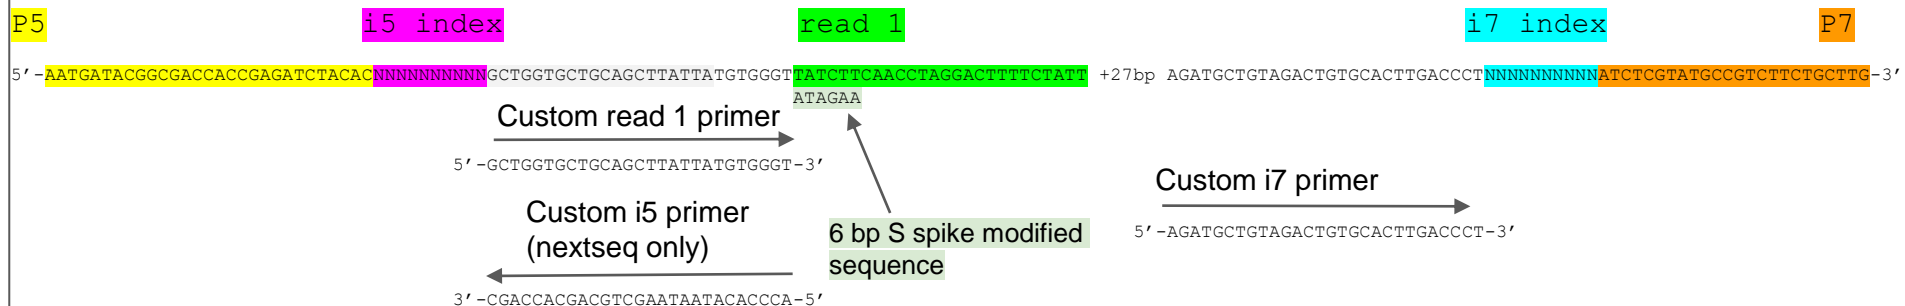 P5 i5 index read 1 i7 index P7
5’-AATGATACGGCGACCACCGAGATCTACACNNNNNNNNNNGCTGGTGCTGCAGCTTATTATGTGGGTTATCTTCAACCTAGGACTTTTCTATT +27bp AGATGCTGTAGACTGTGCACTTGACCCTNNNNNNNNNNATCTCGTATGCCGTCTTCTGCTTG-3’
ATAGAA
Custom read 1 primer
5’-GCTGGTGCTGCAGCTTATTATGTGGGT-3’
Custom i7 primer
5’-AGATGCTGTAGACTGTGCACTTGACCCT-3’
Custom i5 primer
(nextseq only)
6 bp S spike modified
sequence
3’-CGACCACGACGTCGAATAATACACCCA-5’